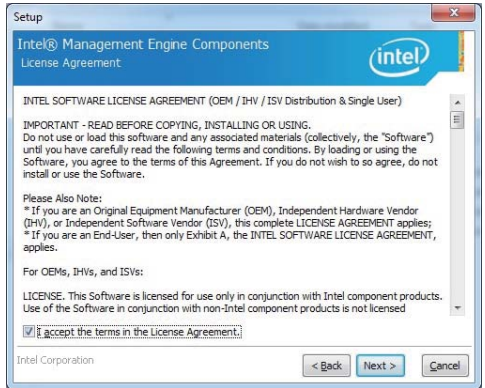 Setup
Intel® Management Engine Components
License Agreement
intel
INTEL SOFTWARE LICENSE AGREEMENT (OEM / IHV / ISV Distribution & Single User)
IMPORTANT - READ BEFORE COPYING, INSTALLING OR USING.
Do not use or load this software and any associated materials (collectively, the "Software")
until you have carefully read the following terms and conditions. By loading or using the
Software, you agree to the terms of this Agreement. If you do not wish to so agree, do not
install or use the Software.
Please Also Note:
* If you are an Original Equipment Manufacturer (OEM), Independent Hardware Vendor
(IHV), or Independent Software Vendor (ISV), this complete LICENSE AGREEMENT applies;
* If you are an End-User, then only Exhibit A, the INTEL SOFTWARE LICENSE AGREEMENT,
applies.
For OEMs, IHVs, and ISVs:
LICENSE. This Software is licensed for use only in conjunction with Intel component products.
Use of the Software in conjunction with non-Intel component products is not licensed
I accept the terms in the License Agreement.
Intel Corporation
< Back
Next >
Cancel